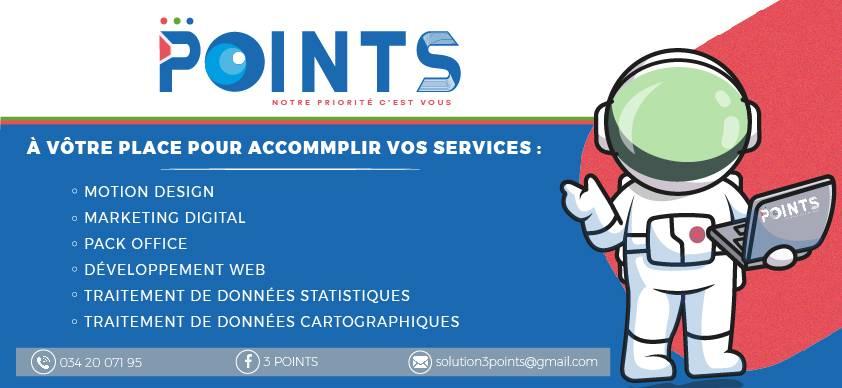 POINTS
NOTRE PRIORITÉ C'EST VOUS
À VÔTRE PLACE POUR ACCOMMPLIR VOS SERVICES :
MOTION DESIGN
MARKETING DIGITAL
PACK OFFICE
DÉVELOPPEMENT WEB
TRAITEMENT DE DONNÉES STATISTIQUES
TRAITEMENT DE DONNÉES CARTOGRAPHIQUES
POINTS
034 20 071 95
3 POINTS
solution3points@gmail.com